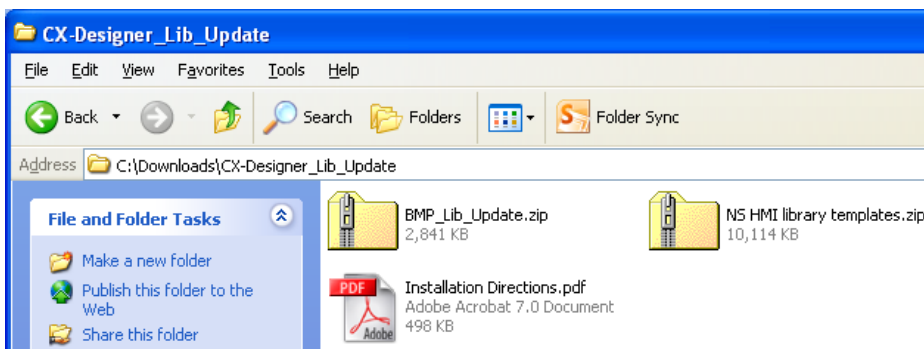 CX-Designer_Lib_Update
File Edit View Favorites Tools Help
Back Search Folders Folder Sync
Address C:\Downloads\CX-Designer_Lib_Update
File and Folder Tasks
Make a new folder
Publish this folder to the
Web
Share this folder
BMP_Lib_Update.zip
2,841 KB
NS HMI library templates.zip
10,114 KB
PDF
Adobe
Installation Directions.pdf
Adobe Acrobat 7.0 Document
498 KB